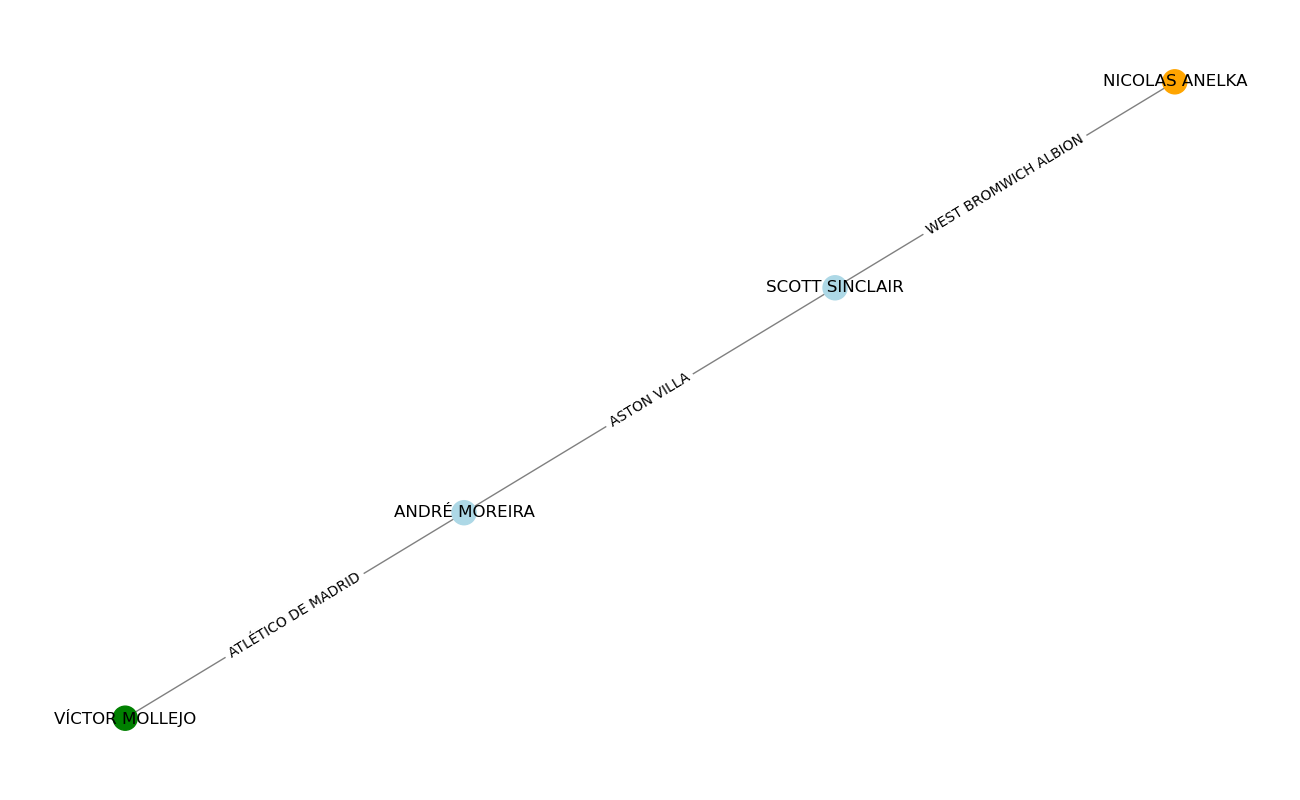 NICOLAS ANELKA
WEST BROMWICH ALBION
SCOTT SINCLAIR
ASTON VILLA
ANDRÉ MOREIRA
ATLÉTICO DE MADRID
VÍCTOR MOLLEJO